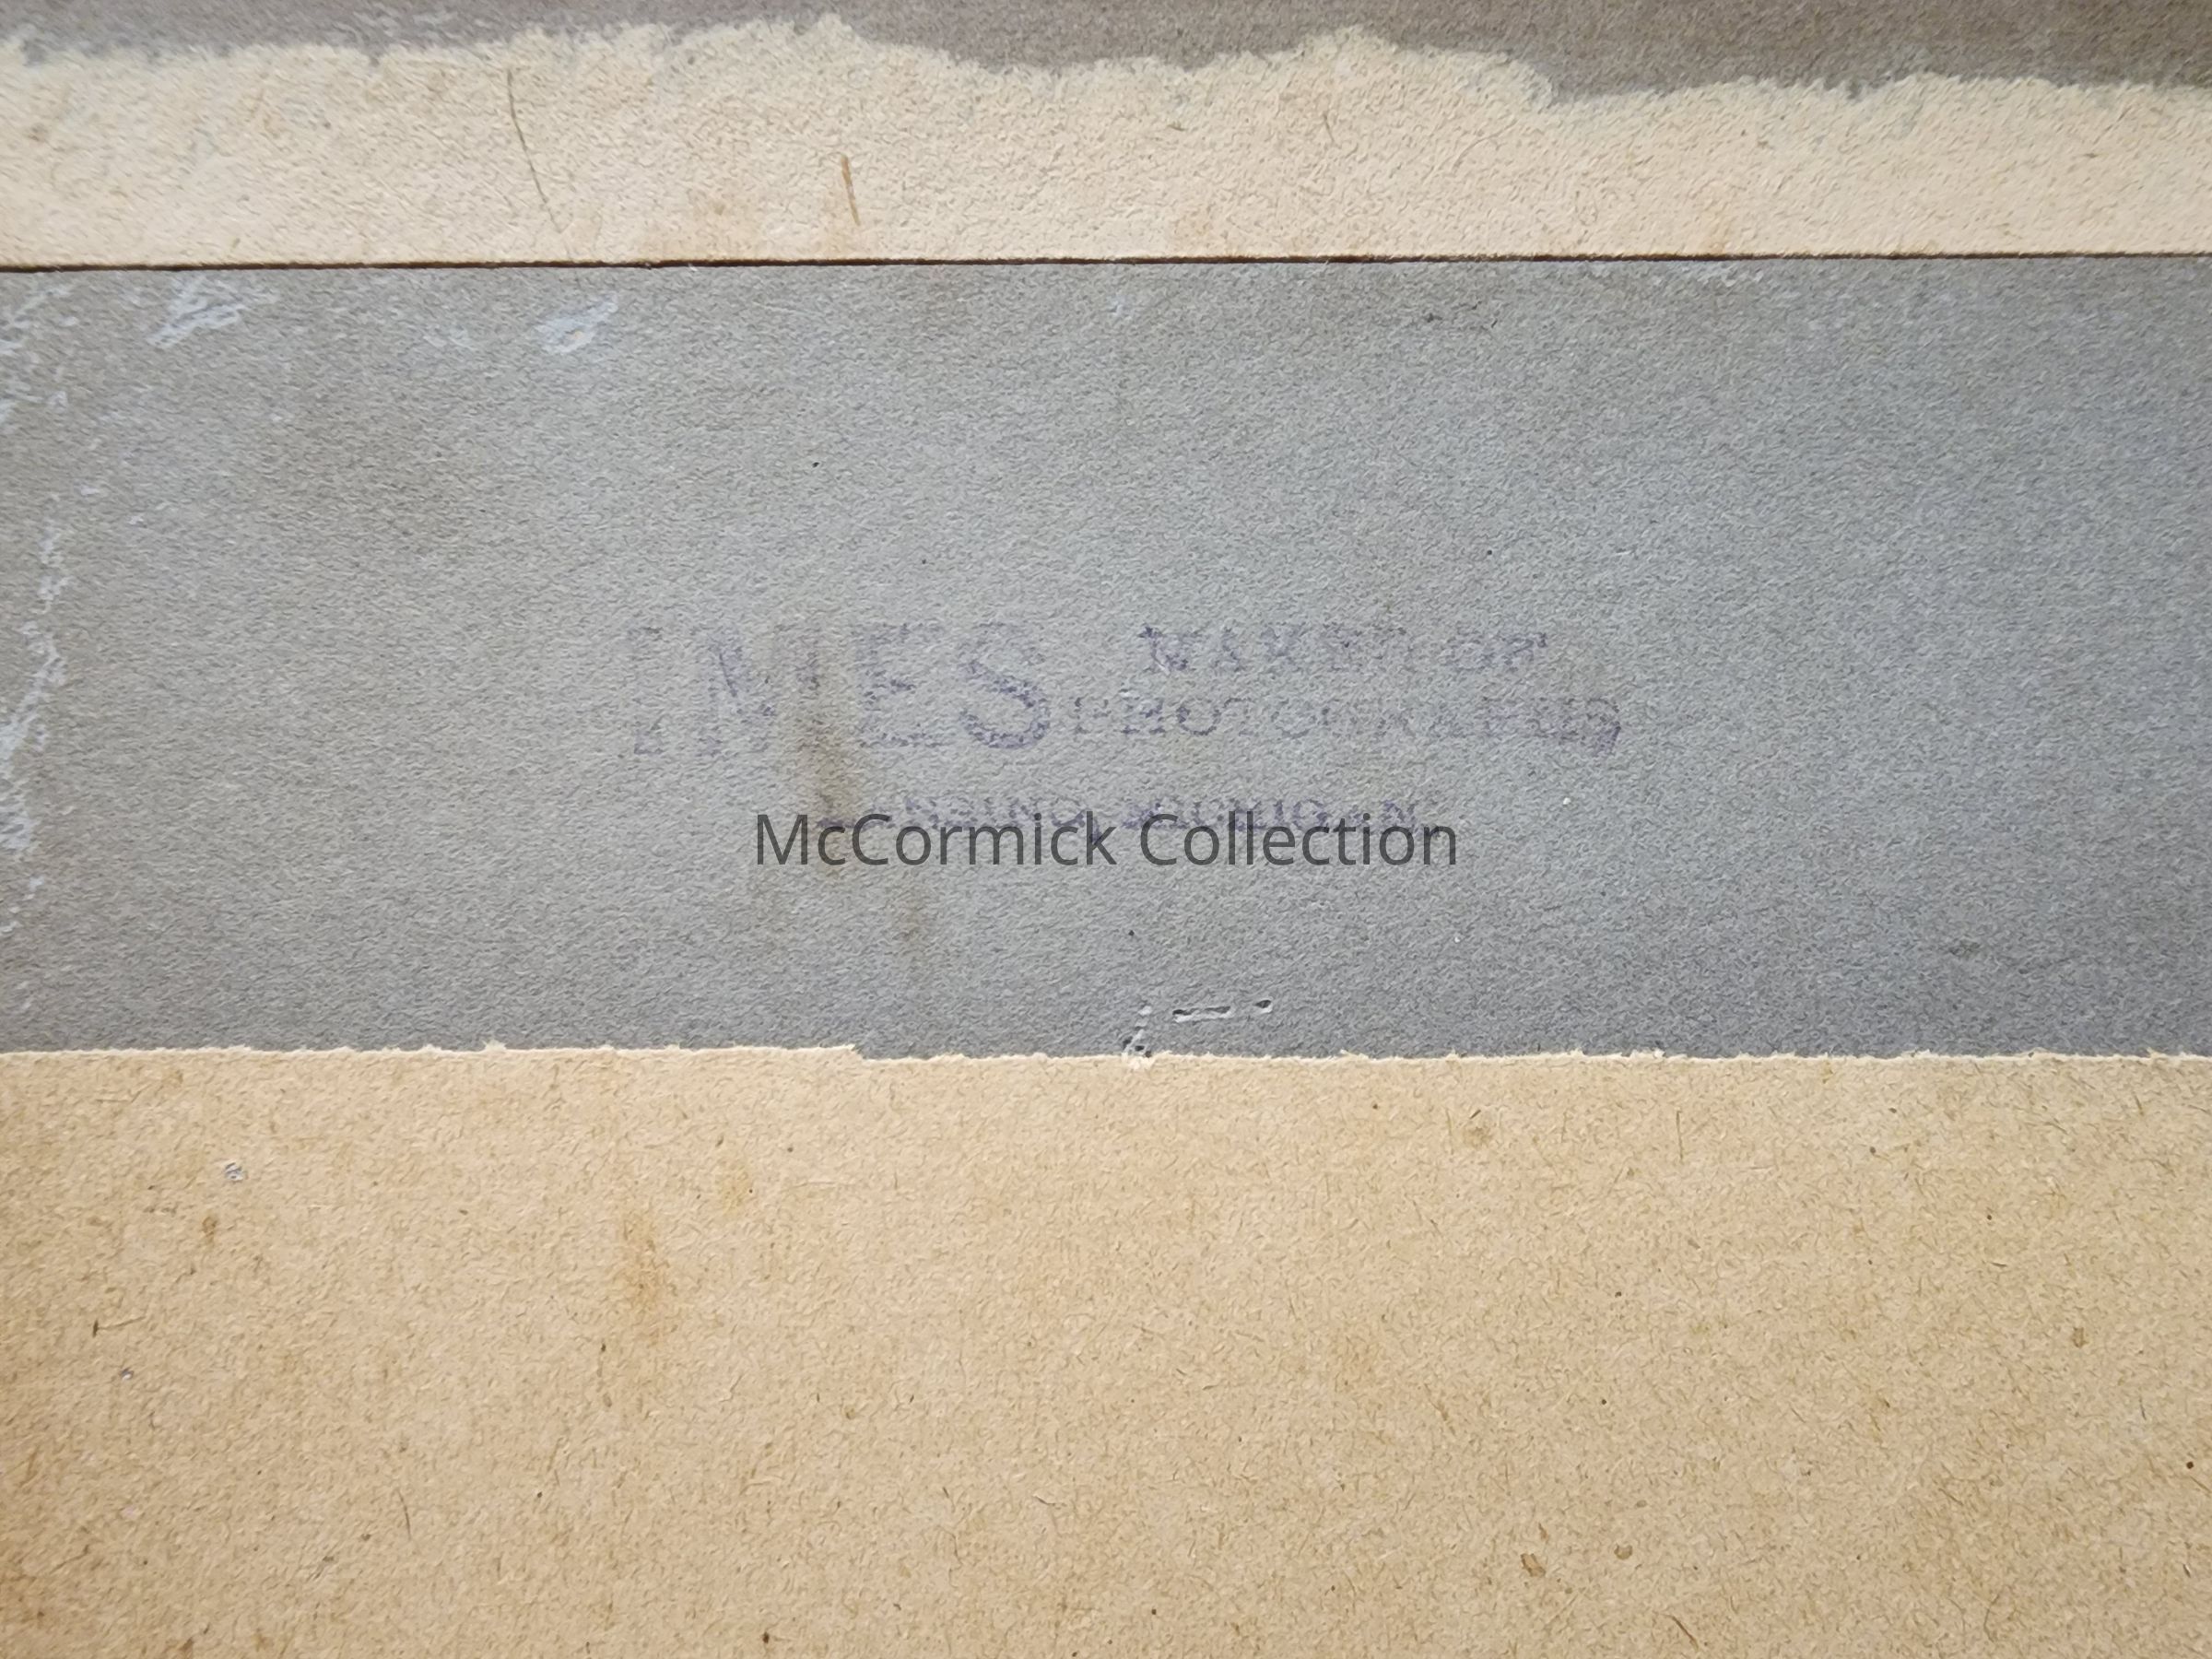 IMES MAKER OF
PHOTOGRAPHS
LANSING, MICHIGAN.
McCormick Collection